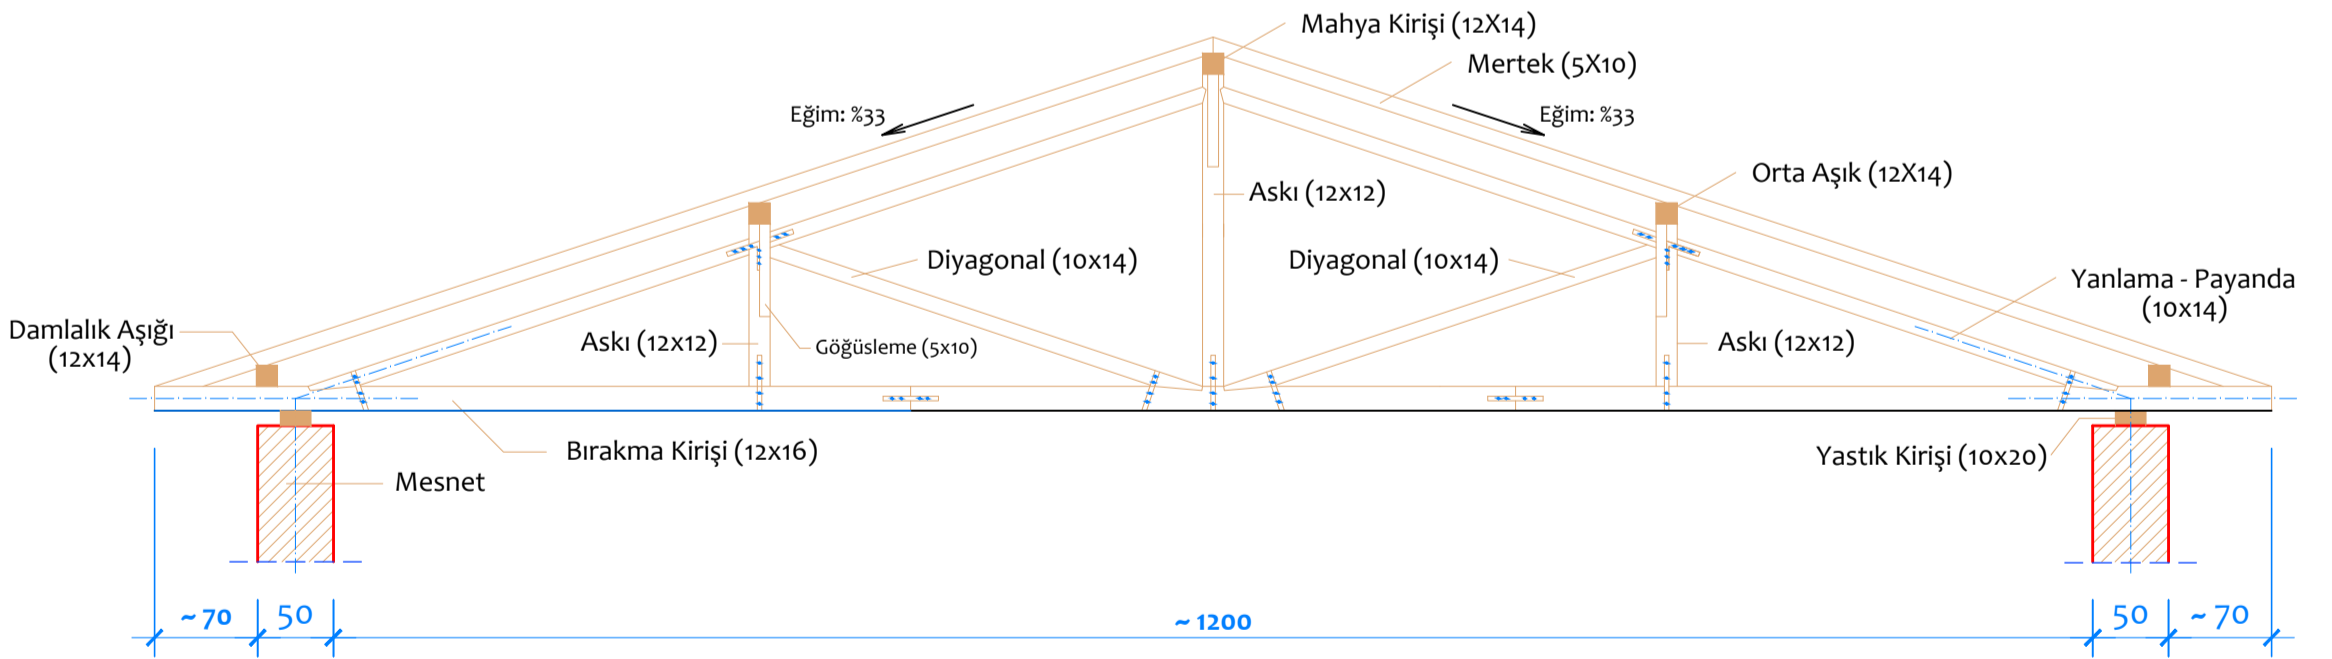 Mahya Kirişi (12X14)
Mertek (5X10)
Eğim: %33
Eğim: %33
Orta Aşık (12X14)
Askı (12x12)
Diyagonal (10x14)
Diyagonal (10x14)
Yanlama - Payanda
(10x14)
Damlalık Aşığı
(12x14)
Askı (12x12)
Göğüsleme (5x10)
Askı (12x12)
Bırakma Kirişi (12x16)
Yastık Kirişi (10x20)
Mesnet
~ 70
50
~ 1200
50
~ 70